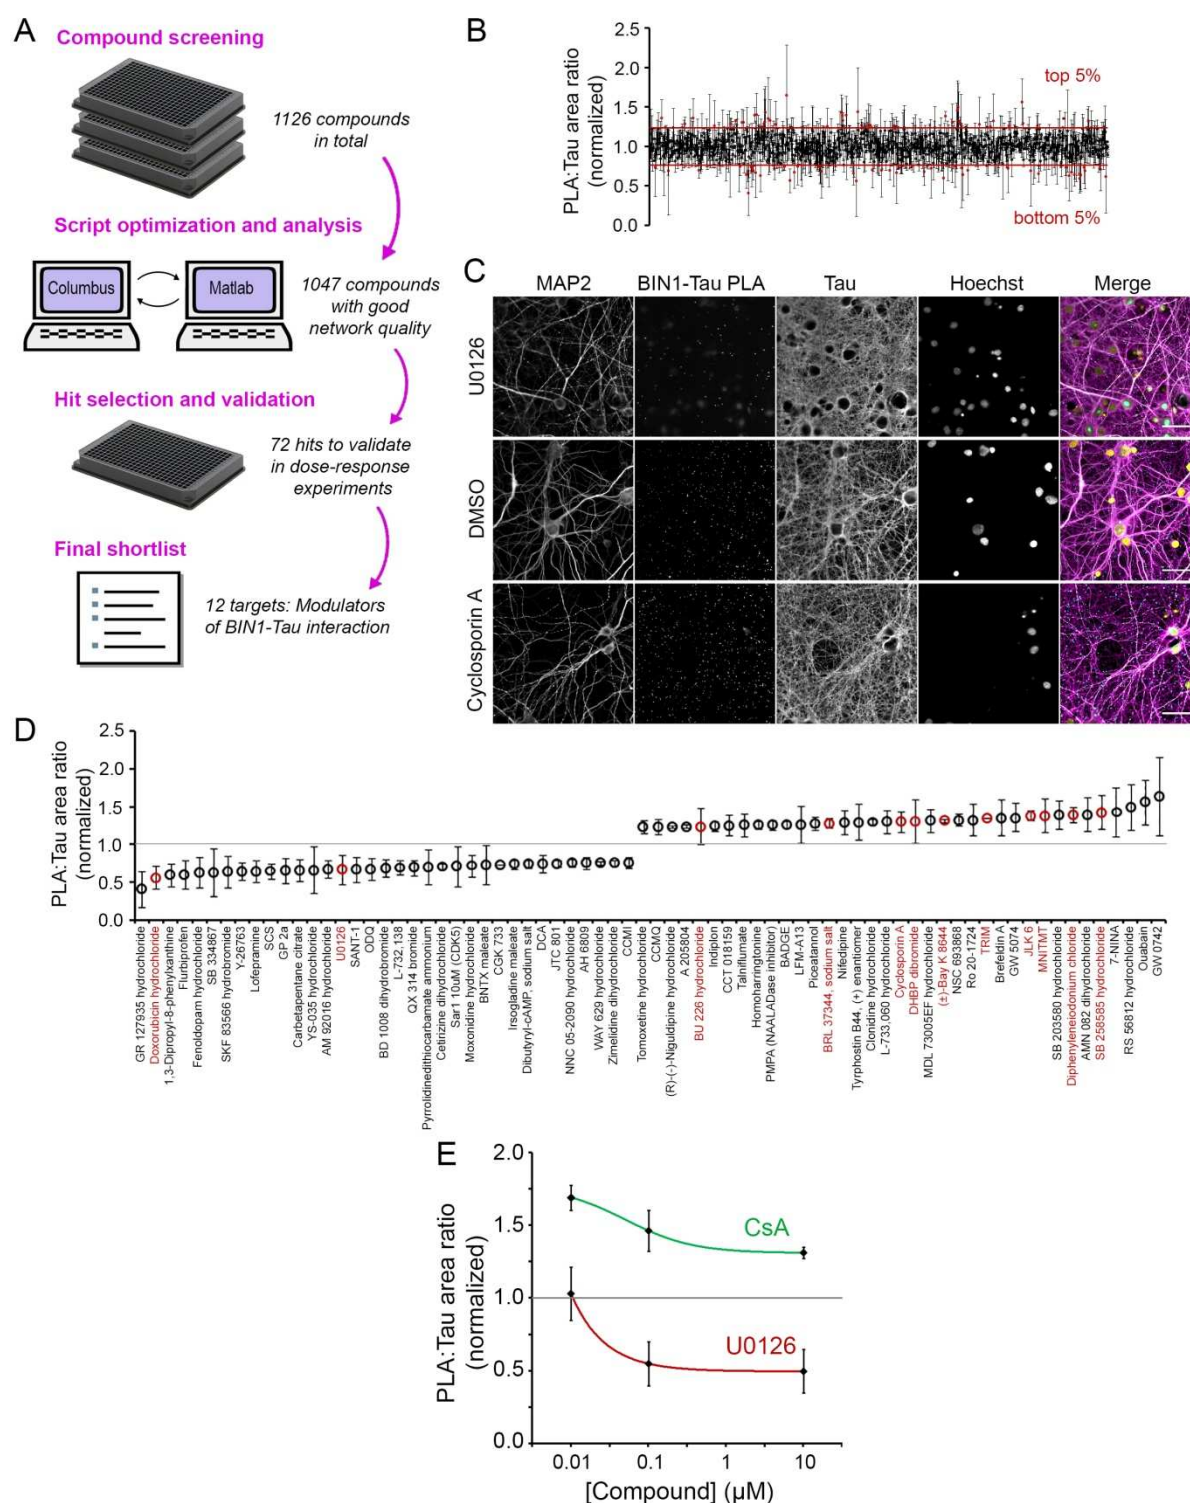 A
Compound screening
1126 compounds
in total
Script optimization and analysis
Columbus
Matlab
1047 compounds
with good
network quality
Hit selection and validation
72 hits to validate
in dose-response
experiments
Final shortlist
12 targets: Modulators
of BIN1-Tau interaction
B
PLA:Tau area ratio
(normalized)
2.5
2.0
1.5
1.0
0.5
0.0
top 5%
bottom 5%
C
MAP2
BIN1-Tau PLA
Tau
Hoechst
Merge
U0126
DMSO
Cyclosporin A
D
PLA:Tau area ratio
(normalized)
2.5
2.0
1.5
1.0
0.5
0.0
GR 127935 hydrochloride
Doxorubicin hydrochloride
1,3-Dipropyl-8-phenylxanthine
Flurbiprofen
Fenoldopam hydrochloride
SB 334867
SKF 83566 hydrobromide
Y-26763
Lofepramine
SCS
GP 2a
Carbetapentane citrate
YS-035 hydrochloride
AM 92016 hydrochloride
U0126
SANT-1
ODQ
BD 1008 dihydrobromide
L-732,138
QX 314 bromide
Pyrrolidinedithiocarbamate ammonium
Cetirizine dihydrochloride
Sar1 10uM (CDK5)
Moxonidine hydrochloride
BNTX maleate
CGK 733
Irsogladine maleate
Dibutyryl-cAMP, sodium salt
DCA
JTC 801
NNC 05-2090 hydrochloride
AH 6809
WAY 629 hydrochloride
Zimelidine dihydrochloride
CCMI
Tomoxetine hydrochloride
CCMQ
(R)-(-)-Niguldipine hydrochloride
A 205804
BU 226 hydrochloride
Indiplon
CCT 018159
Talniflumate
Homoharringtonine
PMPA (NAALADase inhibitor)
BADGE
LFM-A13
Piceatannol
BRL 37344, sodium salt
Nifedipine
Tyrphostin B44, (+) enantiomer
Clonidine hydrochloride
L-733,060 hydrochloride
Cyclosporin A
DHBP dibromide
MDL 73005EF hydrochloride
(±)-Bay K 8644
NSC 693868
Ro 20-1724
TRIM
Brefeldin A
GW 5074
JLK 6
MNITMT
SB 203580 hydrochloride
Diphenyleneiodonium chloride
AMN 082 dihydrochloride
SB 258585 hydrochloride
7-NINA
RS 56812 hydrochloride
Ouabain
GW 0742
E
PLA:Tau area ratio
(normalized)
2.0
1.5
1.0
0.5
0.0
CsA
U0126
0.01
0.1
1
10
[Compound] (µM)